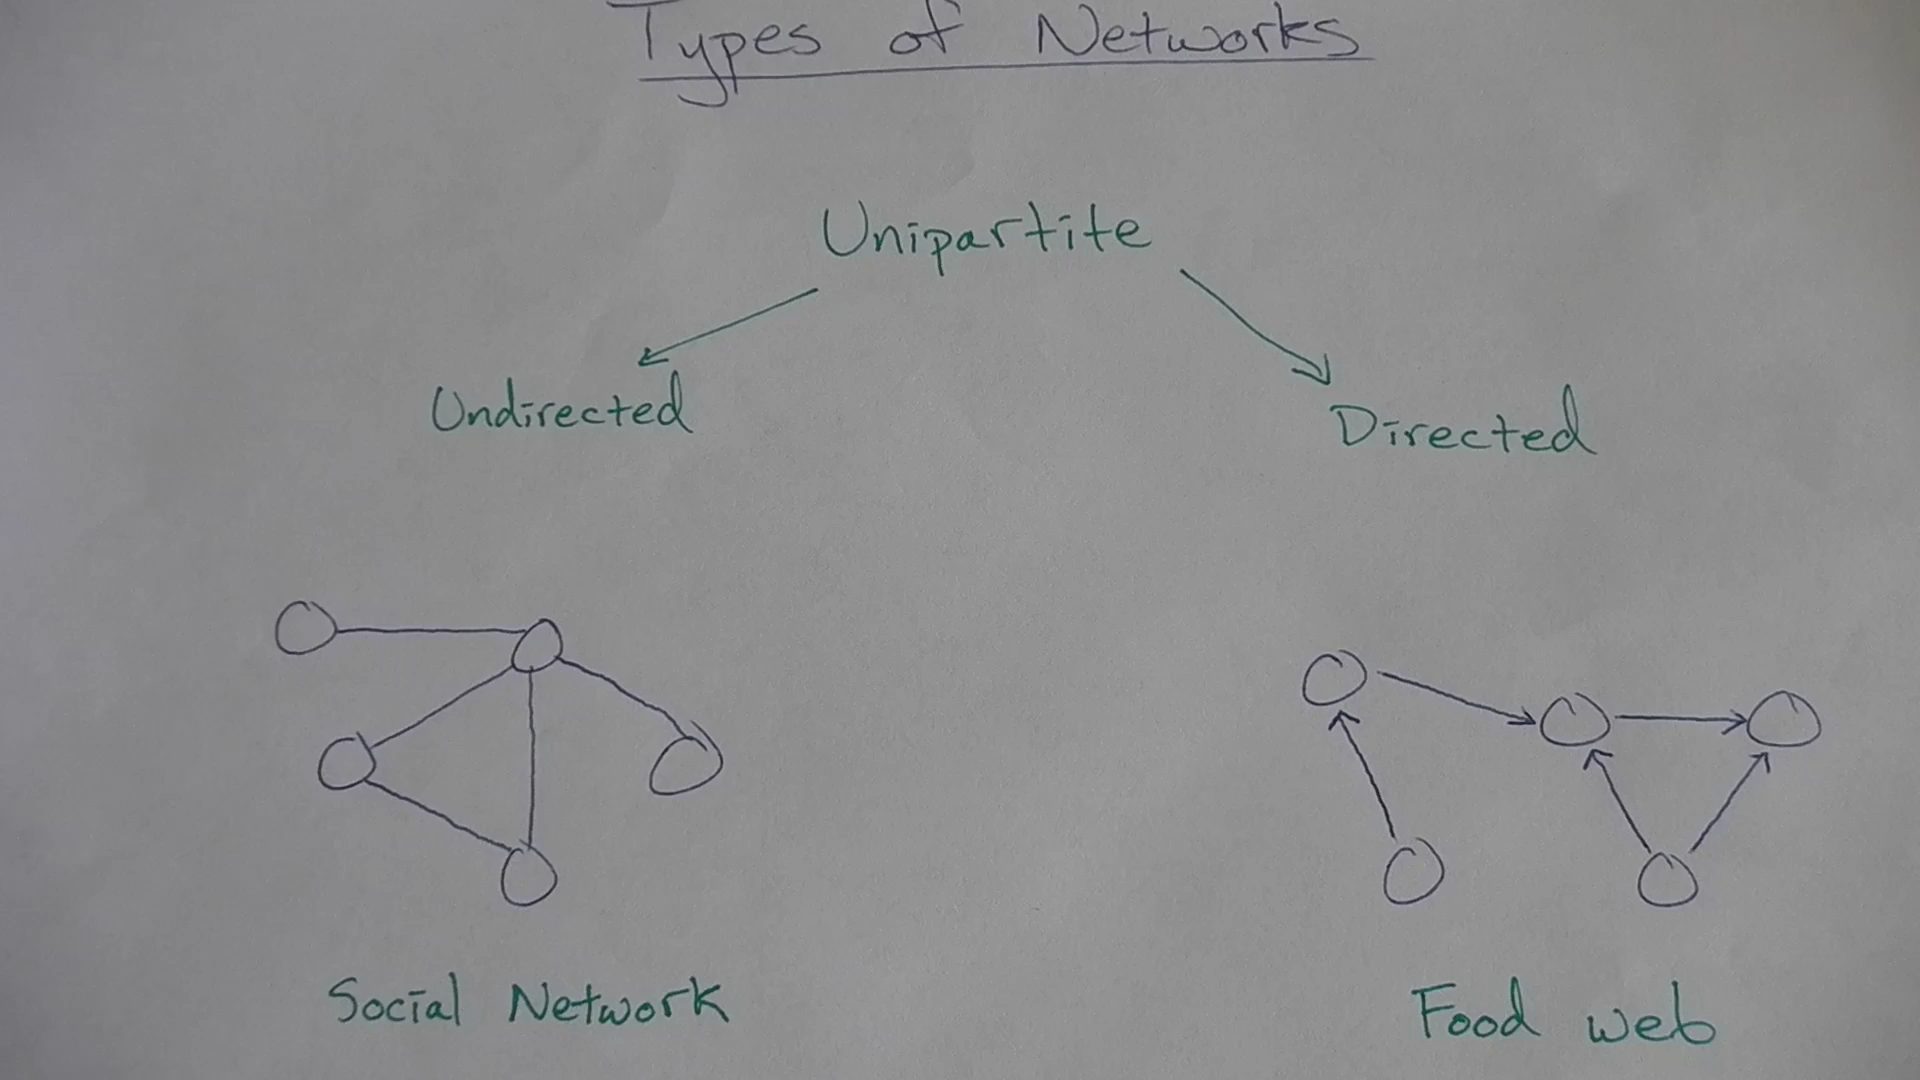 Types of Networks
Unipartite
Undirected
Directed
Social Network
Food web